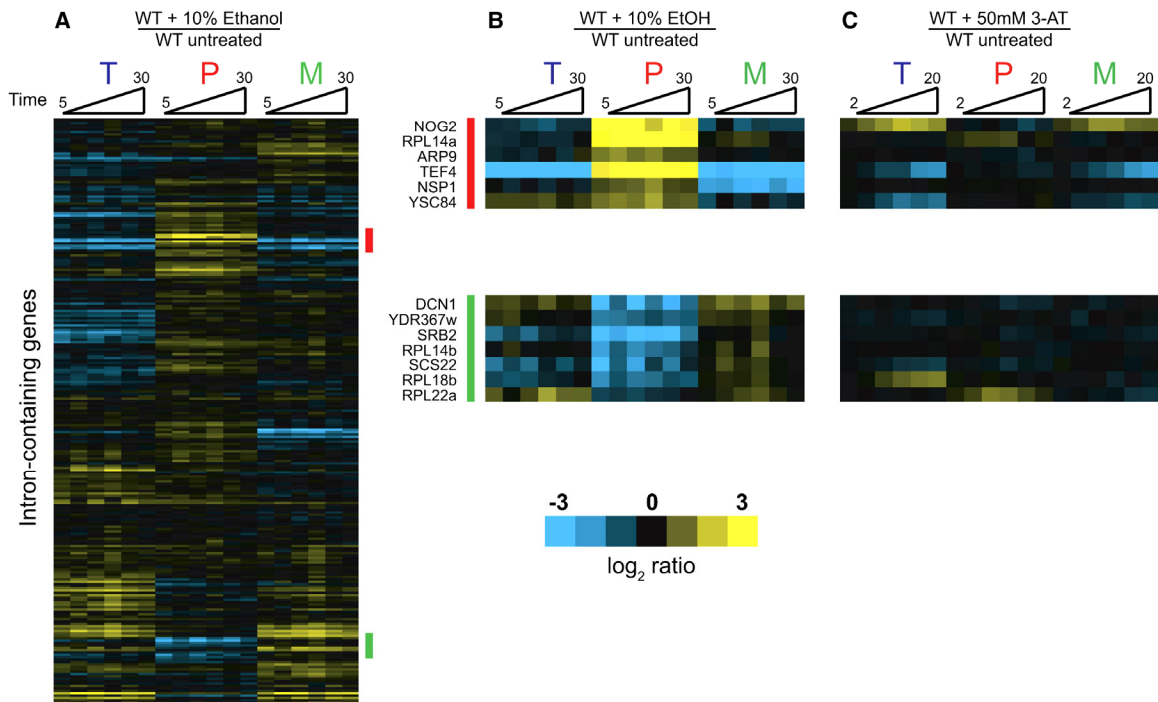 A
WT + 10% Ethanol
WT untreated
T P M
30 30 30
Time 5 5 5
Intron-containing genes
B
WT + 10% EtOH
WT untreated
T P M
30 30 30
5 5 5
NOG2
RPL14a
ARP9
TEF4
NSP1
YSC84
DCN1
YDR367w
SRB2
RPL14b
SCS22
RPL18b
RPL22a
-3 0 3
log2 ratio
C
WT + 50mM 3-AT
WT untreated
T P M
20 20 20
2 2 2